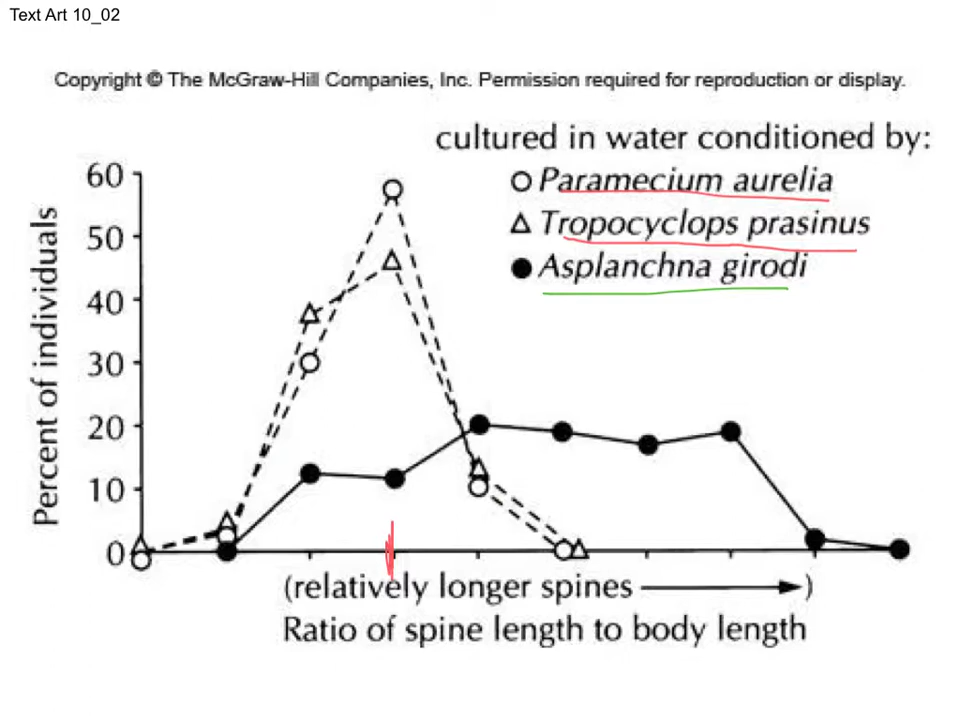 Text Art 10_02
Copyright © The McGraw-Hill Companies, Inc. Permission required for reproduction or display.
cultured in water conditioned by:
Paramecium aurelia
Tropocyclops prasinus
Asplanchna girodi
Percent of individuals
60
50
40
30
20
10
0
(relatively longer spines ⟶)
Ratio of spine length to body length